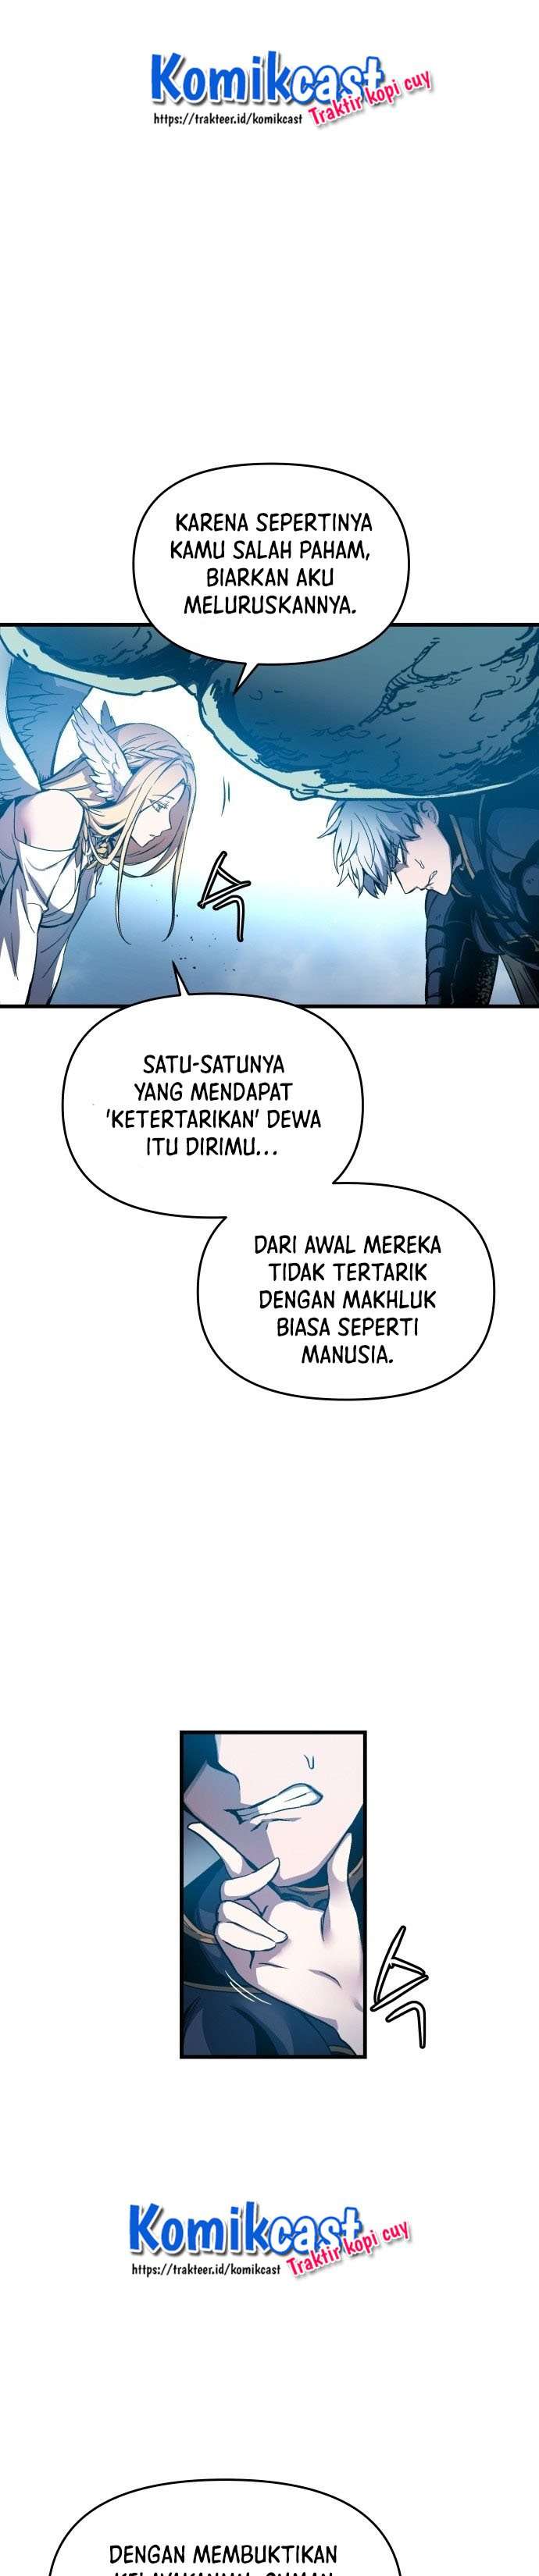 Komikcast
Traktir kopi cuy
https://trakteer.id/komikcast
KARENA SEPERTINYA
KAMU SALAH PAHAM,
BIARKAN AKU
MELURUSKANNYA.
SATU-SATUNYA
YANG MENDAPAT
'KETERTARIKAN' DEWA
ITU DIRIMU...
DARI AWAL MEREKA
TIDAK TERTARIK
DENGAN MAKHLUK
BIASA SEPERTI
MANUSIA.
Komikcast
Traktir kopi cuy
https://trakteer.id/komikcast
DENGAN MEMBUKTIKAN